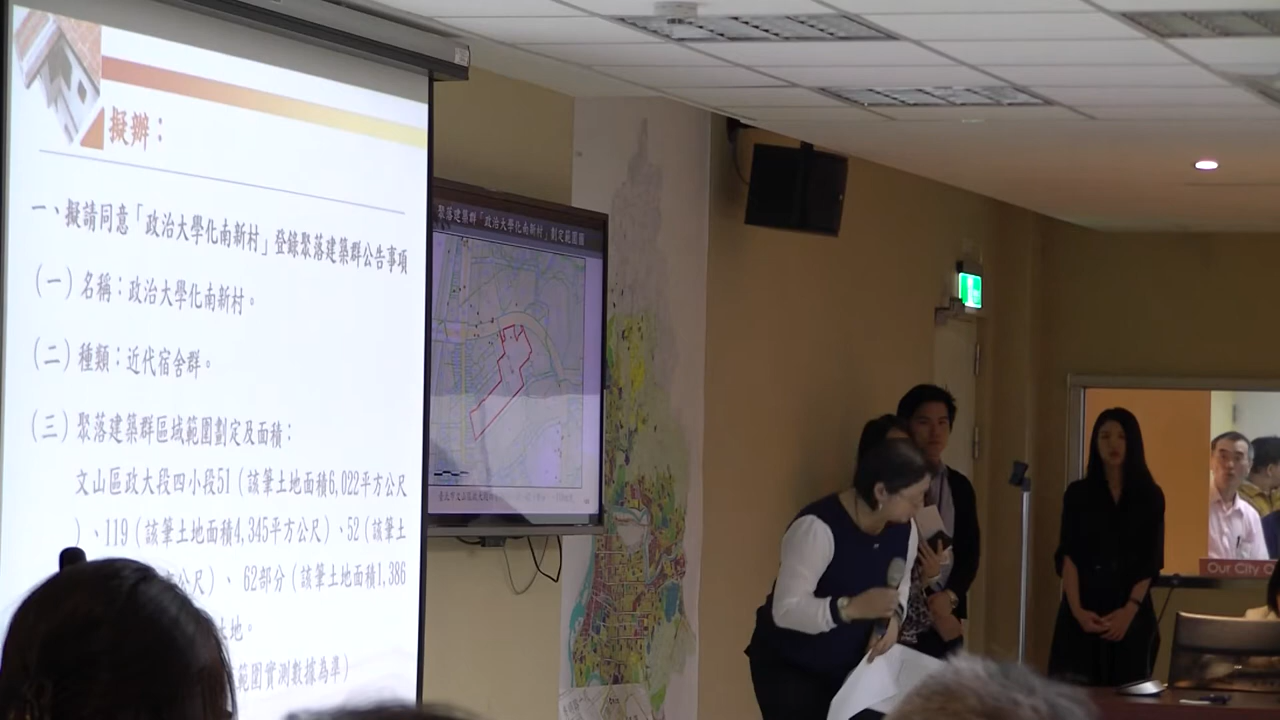 擬辦：
一、擬請同意「政治大學化南新村」登錄聚落建築群公告事項
（一）名稱：政治大學化南新村。
（二）種類：近代宿舍群。
（三）聚落建築群區域範圍劃定及面積：
文山區政大段四小段51（該筆土地面積6,022平方公尺
）、119（該筆土地面積4,345平方公尺）、52（該筆土
公尺）、62部分（該筆土地面積1,386
土地。
範圍實測數據為準）
聚落建築群「政治大學化南新村」劃定範圍圖
Our City O